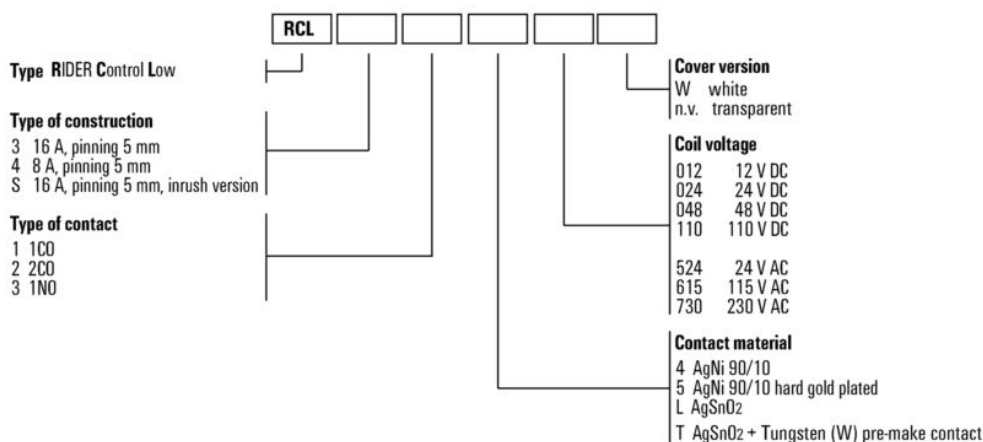 RCL
Type RIDER Control Low
Type of construction
3 16 A, pinning 5 mm
4 8 A, pinning 5 mm
S 16 A, pinning 5 mm, inrush version
Type of contact
1 1CO
2 2CO
3 1NO
Cover version
W white
n.v. transparent
Coil voltage
012 12 V DC
024 24 V DC
048 48 V DC
110 110 V DC
524 24 V AC
615 115 V AC
730 230 V AC
Contact material
4 AgNi 90/10
5 AgNi 90/10 hard gold plated
L AgSnO2
T AgSnO2 + Tungsten (W) pre-make contact